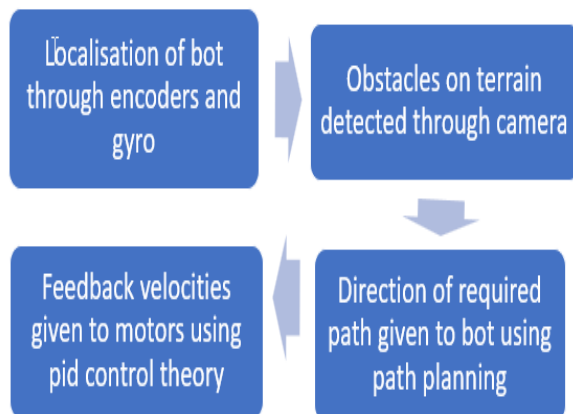 Localisation of bot
through encoders and
gyro
Obstacles on terrain
detected through camera
Direction of required
path given to bot using
path planning
Feedback velocities
given to motors using
pid control theory